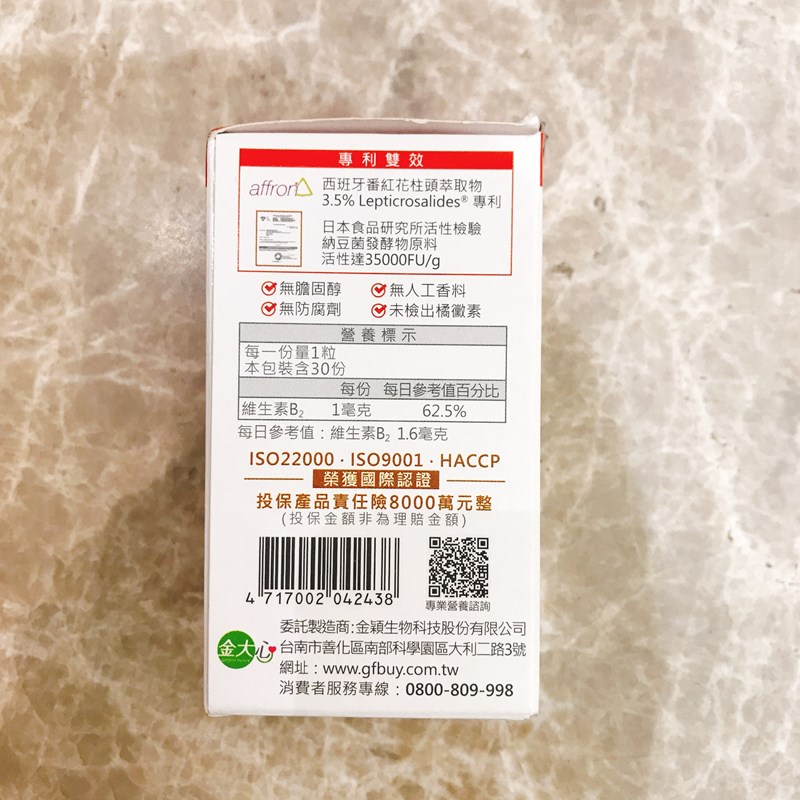 專利雙效
affron
西班牙番紅花柱頭萃取物
3.5% Lepticrosalides® 專利
日本食品研究所活性檢驗
納豆菌發酵物原料
活性達35000FU/g
無膽固醇 無人工香料
無防腐劑 未檢出橘黴素
營養標示
每一份量1粒
本包裝含30份
每份 每日參考值百分比
維生素B₂ 1毫克 62.5%
每日參考值：維生素B₂ 1.6毫克
ISO22000 · ISO9001 · HACCP
榮獲國際認證
投保產品責任險8000萬元整
(投保金額非為理賠金額)
4 717002 042438
專業營養諮詢
委託製造商:金穎生物科技股份有限公司
金大心
台南市善化區南部科學園區大利二路3號
網址：www.gfbuy.com.tw
消費者服務專線：0800-809-998